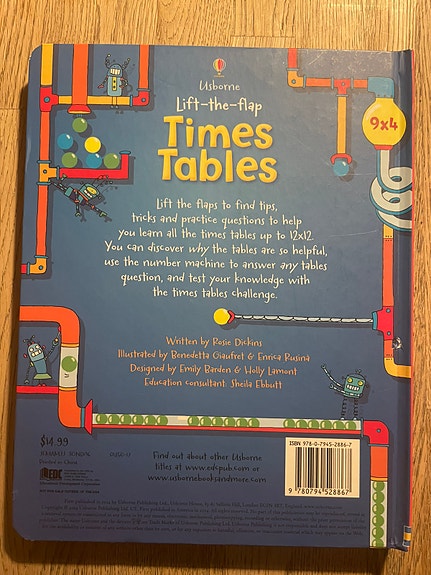 Usborne
Lift-the-flap
Times
Tables
9x4
Lift the flaps to find tips,
tricks and practice questions to help
you learn all the times tables up to 12x12.
You can discover why the tables are so helpful,
use the number machine to answer any tables
question, and test your knowledge with
the times tables challenge.
Written by Rosie Dickins
Illustrated by Benedetta Giaufret & Enrica Rusina
Designed by Emily Barden & Holly Lamont
Education consultant: Sheila Ebbutt
$14.99
Printed in China
EDC
Find out about other Usborne
titles at www.edcpub.com or
www.usbornebooksandmore.com
ISBN 978-0-7945-2886-7
9 780794 528867